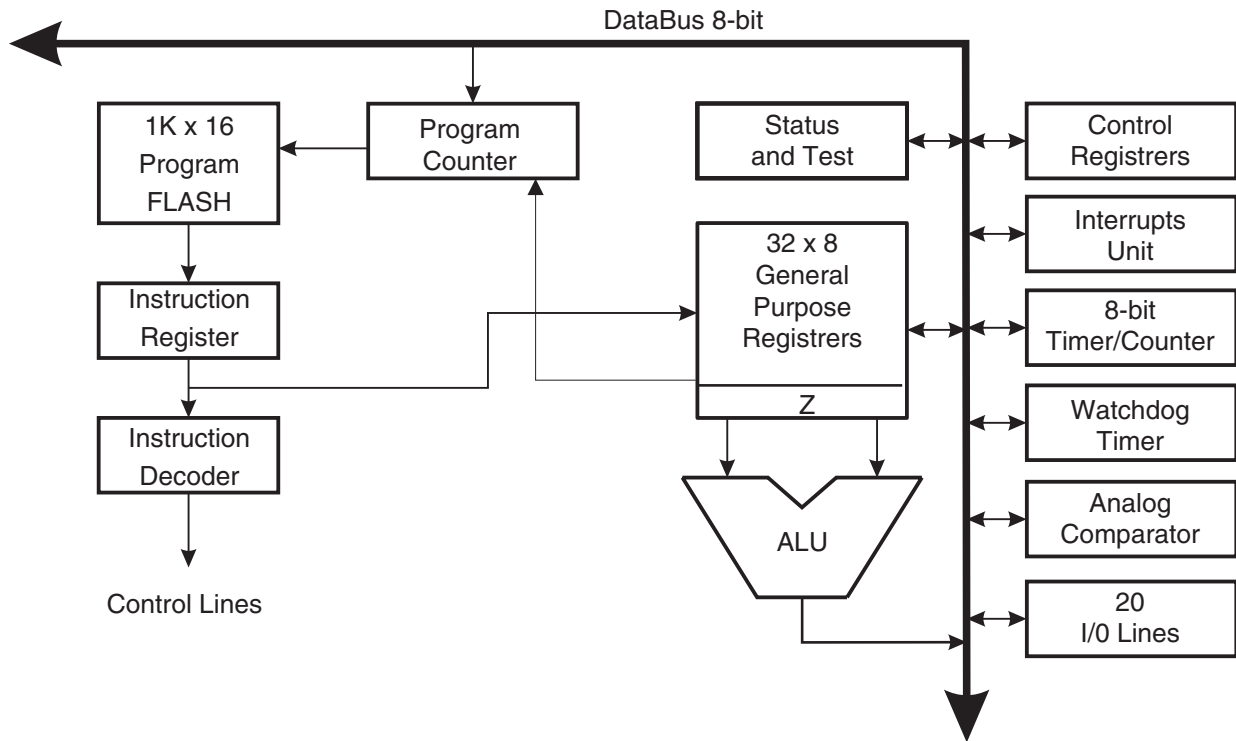 DataBus 8-bit
1K x 16
Program
FLASH
Program
Counter
Status
and Test
Control
Registrers
Instruction
Register
32 x 8
General
Purpose
Registrers
Z
Interrupts
Unit
8-bit
Timer/Counter
Instruction
Decoder
Watchdog
Timer
ALU
Analog
Comparator
Control Lines
20
I/0 Lines